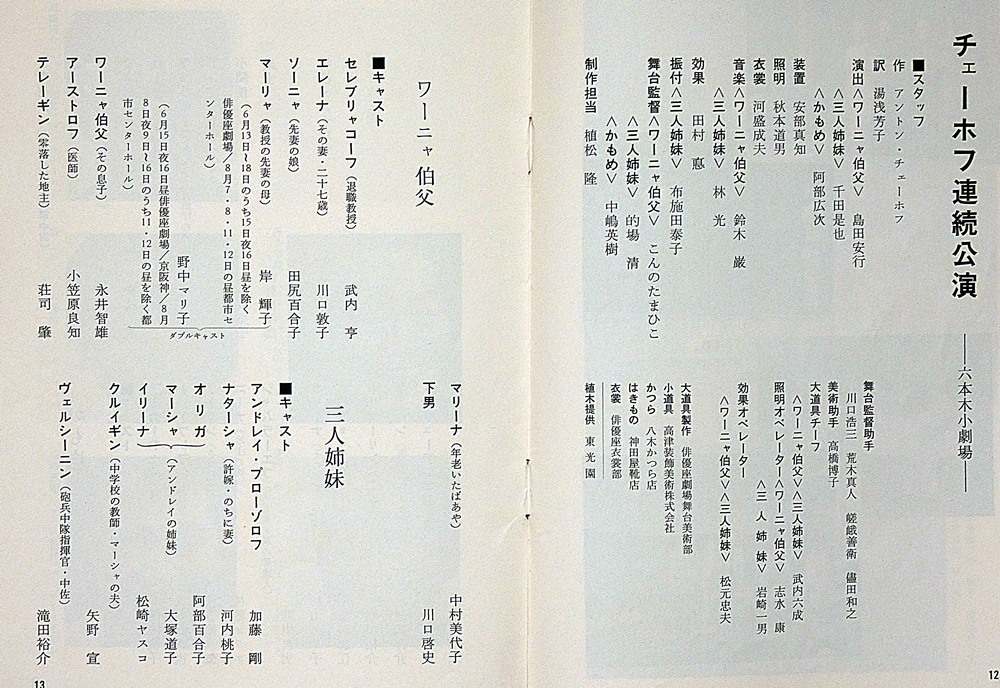 チェーホフ連続公演 ――六本木小劇場――
■スタッフ
作 アントン・チェーホフ
訳 湯浅芳子
演出〈ワーニャ伯父〉 島田安行
〈三人姉妹〉 千田是也
〈かもめ〉 阿部広次
装置 安部真知
照明 秋本道男
衣裳 河盛成夫
音楽〈ワーニャ伯父〉 鈴木 巌
〈三人姉妹〉 林 光
効果 田村 悳
振付〈三人姉妹〉 布施田泰子
舞台監督〈ワーニャ伯父〉 こんのたまひこ
〈三人姉妹〉 的場 清
〈かもめ〉 中嶋英樹
制作担当 植松 隆
舞台監督助手
川口浩三 荒木真人 嵯峨善衛 儘田和之
美術助手 高橋博子
大道具チーフ
〈ワーニャ伯父〉〈三人姉妹〉 武内六成
照明オペレーター〈ワーニャ伯父〉 志水 康
〈三人姉妹〉 岩崎一男
効果オペレーター
〈ワーニャ伯父〉〈三人姉妹〉 松元忠夫
大道具製作 俳優座劇場舞台美術部
小道具 高津装飾美術株式会社
かつら 八木かつら店
はきもの 神田屋靴店
衣裳 俳優座衣裳部
植木提供 東光園
12
ワーニャ伯父
■キャスト
セレブリャコーフ（退職教授） 武内 亨
エレーナ（その妻・二十七歳） 川口敦子
ソーニャ（先妻の娘） 田尻百合子
マーリャ（教授の先妻の母） 岸 輝子
（6月13日〜18日のうち15日夜16日昼を除く
俳優座劇場／8月7・8・11・12日の昼都市セ
ンターホール）
野中マリ子
（6月15日夜16日昼俳優座劇場／京阪神／8月
8日夜9日〜16日のうち11・12日の昼を除く都
市センターホール）
ダブルキャスト
ワーニャ伯父（その息子） 永井智雄
アーストロフ（医師） 小笠原良知
テレーギン（零落した地主） 荘司 肇
マリーナ（年老いたばあや） 中村美代子
下男 川口啓史
三人姉妹
■キャスト
アンドレイ・プローゾロフ 加藤 剛
ナターシャ（許嫁・のちに妻） 河内桃子
オリガ 阿部百合子
マーシャ（アンドレイの姉妹） 大塚道子
イリーナ 松崎ヤスコ
クルイギン（中学校の教師・マーシャの夫） 矢野 宣
ヴェルシーニン（砲兵中隊指揮官・中佐） 滝田裕介
13